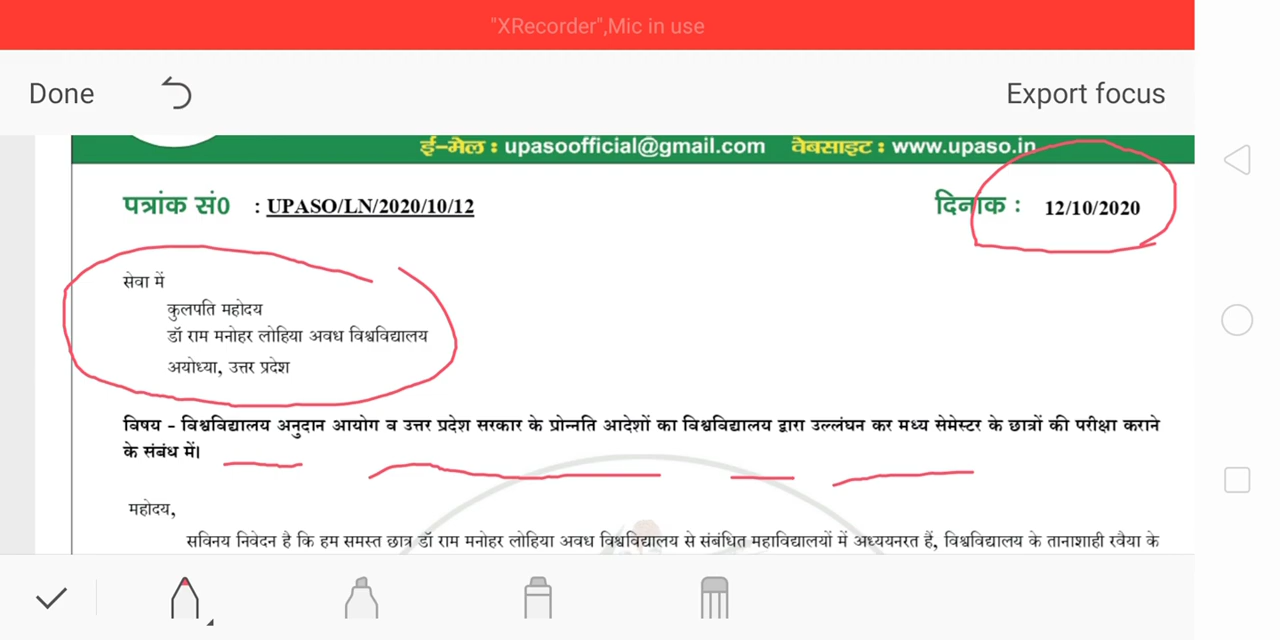 "XRecorder",Mic in use
Done
Export focus
ई-मेल : upasoofficial@gmail.com वेबसाइट : www.upaso.in
पत्रांक सं0 : UPASO/LN/2020/10/12
दिनाक : 12/10/2020
सेवा में
कुलपति महोदय
डॉ राम मनोहर लोहिया अवध विश्वविद्यालय
अयोध्या, उत्तर प्रदेश
विषय - विश्वविद्यालय अनुदान आयोग व उत्तर प्रदेश सरकार के प्रोन्नति आदेशों का विश्वविद्यालय द्वारा उल्लंघन कर मध्य सेमेस्टर के छात्रों की परीक्षा कराने
के संबंध में।
महोदय,
सविनय निवेदन है कि हम समस्त छात्र डॉ राम मनोहर लोहिया अवध विश्वविद्यालय से संबंधित महाविद्यालयों में अध्ययनरत हैं, विश्वविद्यालय के तानाशाही रवैया के